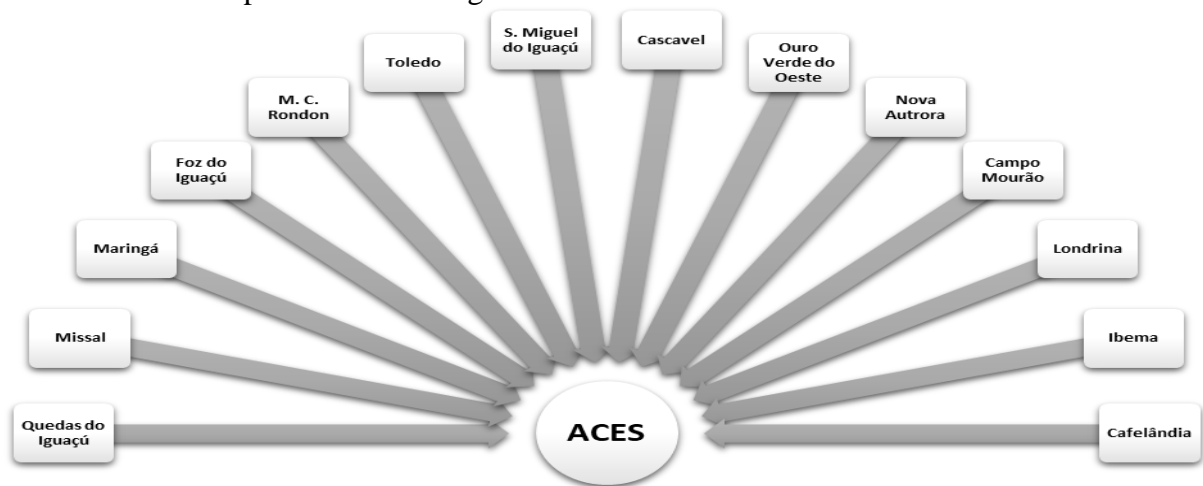 S. Miguel
do Iguaçú
Cascavel
Toledo
Ouro
Verde do
Oeste
M. C.
Rondon
Nova
Autrora
Foz do
Iguaçú
Campo
Mourão
Maringá
Londrina
Missal
Ibema
Quedas do
Iguaçú
ACES
Cafelândia